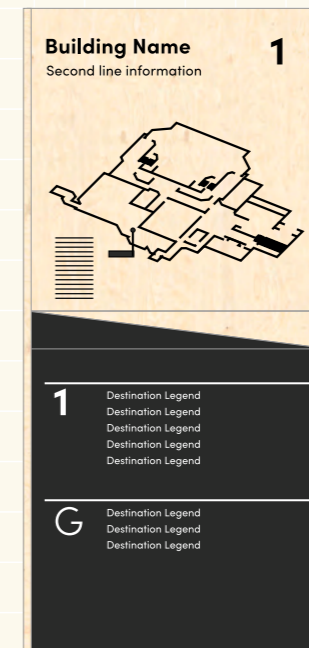 Building Name 1
Second line information
1 Destination Legend
Destination Legend
Destination Legend
Destination Legend
Destination Legend
G Destination Legend
Destination Legend
Destination Legend